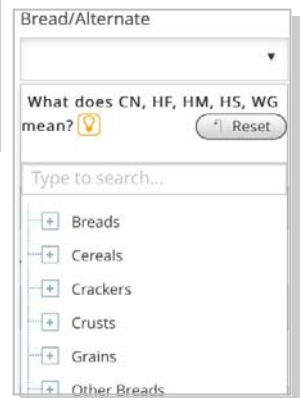 Bread/Alternate
What does CN, HF, HM, HS, WG
mean?
Reset
Type to search...
Breads
Cereals
Crackers
Crusts
Grains
Other Breads